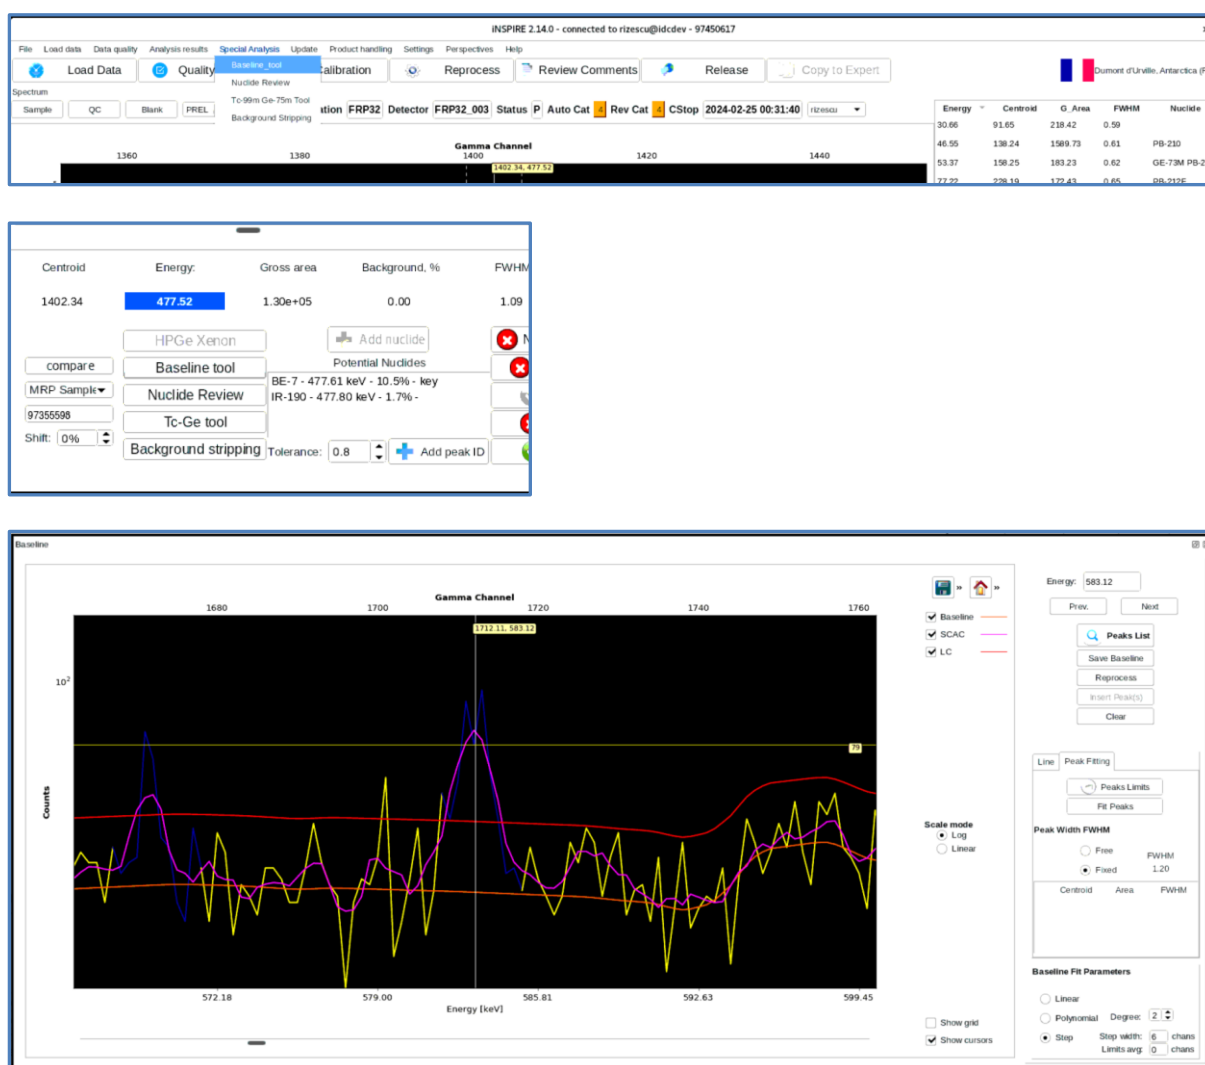 iNSPIRE 2.14.0 - connected to rizescu@idcdev - 97450617
File Load data Data quality Analysis results Special Analysis Update Product handling Settings Perspectives Help
Load Data Quality Baseline_tool alibration Reprocess Review Comments Release Copy to Expert
Nuclide Review
Tc-99m Ge-75m Tool
Background Stripping
Dumont d'Urville, Antarctica (F
Spectrum
Sample QC Blank PREL tion FRP32 Detector FRP32_003 Status P Auto Cat 4 Rev Cat 4 CStop 2024-02-25 00:31:40 rizescu
Energy Centroid G_Area FWHM Nuclide
30.66 91.65 218.42 0.59
46.55 138.24 1589.73 0.61 PB-210
53.37 158.25 183.23 0.62 GE-73M PB-2
77.22 228.19 172.43 0.65 PB-212F
Gamma Channel
1360 1380 1400 1420 1440
1402.34, 477.52
Centroid Energy: Gross area Background, % FWHM
1402.34 477.52 1.30e+05 0.00 1.09
HPGe Xenon Add nuclide N
compare Baseline tool Potential Nuclides
MRP Sample Nuclide Review BE-7 - 477.61 keV - 10.5% - key
IR-190 - 477.80 keV - 1.7% -
97355598 Tc-Ge tool
Shift: 0% Background stripping Tolerance: 0.8 Add peak ID
Baseline
Gamma Channel
1680 1700 1720 1740 1760
1712.11, 583.12
10²
79
Counts
572.18 579.00 585.81 592.63 599.45
Energy [keV]
» »
Baseline
SCAC
LC
Scale mode
Log
Linear
Show grid
Show cursors
Energy: 583.12
Prev. Next
Peaks List
Save Baseline
Reprocess
Insert Peak(s)
Clear
Line Peak Fitting
Peaks Limits
Fit Peaks
Peak Width FWHM
Free FWHM
Fixed 1.20
Centroid Area FWHM
Baseline Fit Parameters
Linear
Polynomial Degree: 2
Step Step width: 6 chans
Limits avg: 0 chans